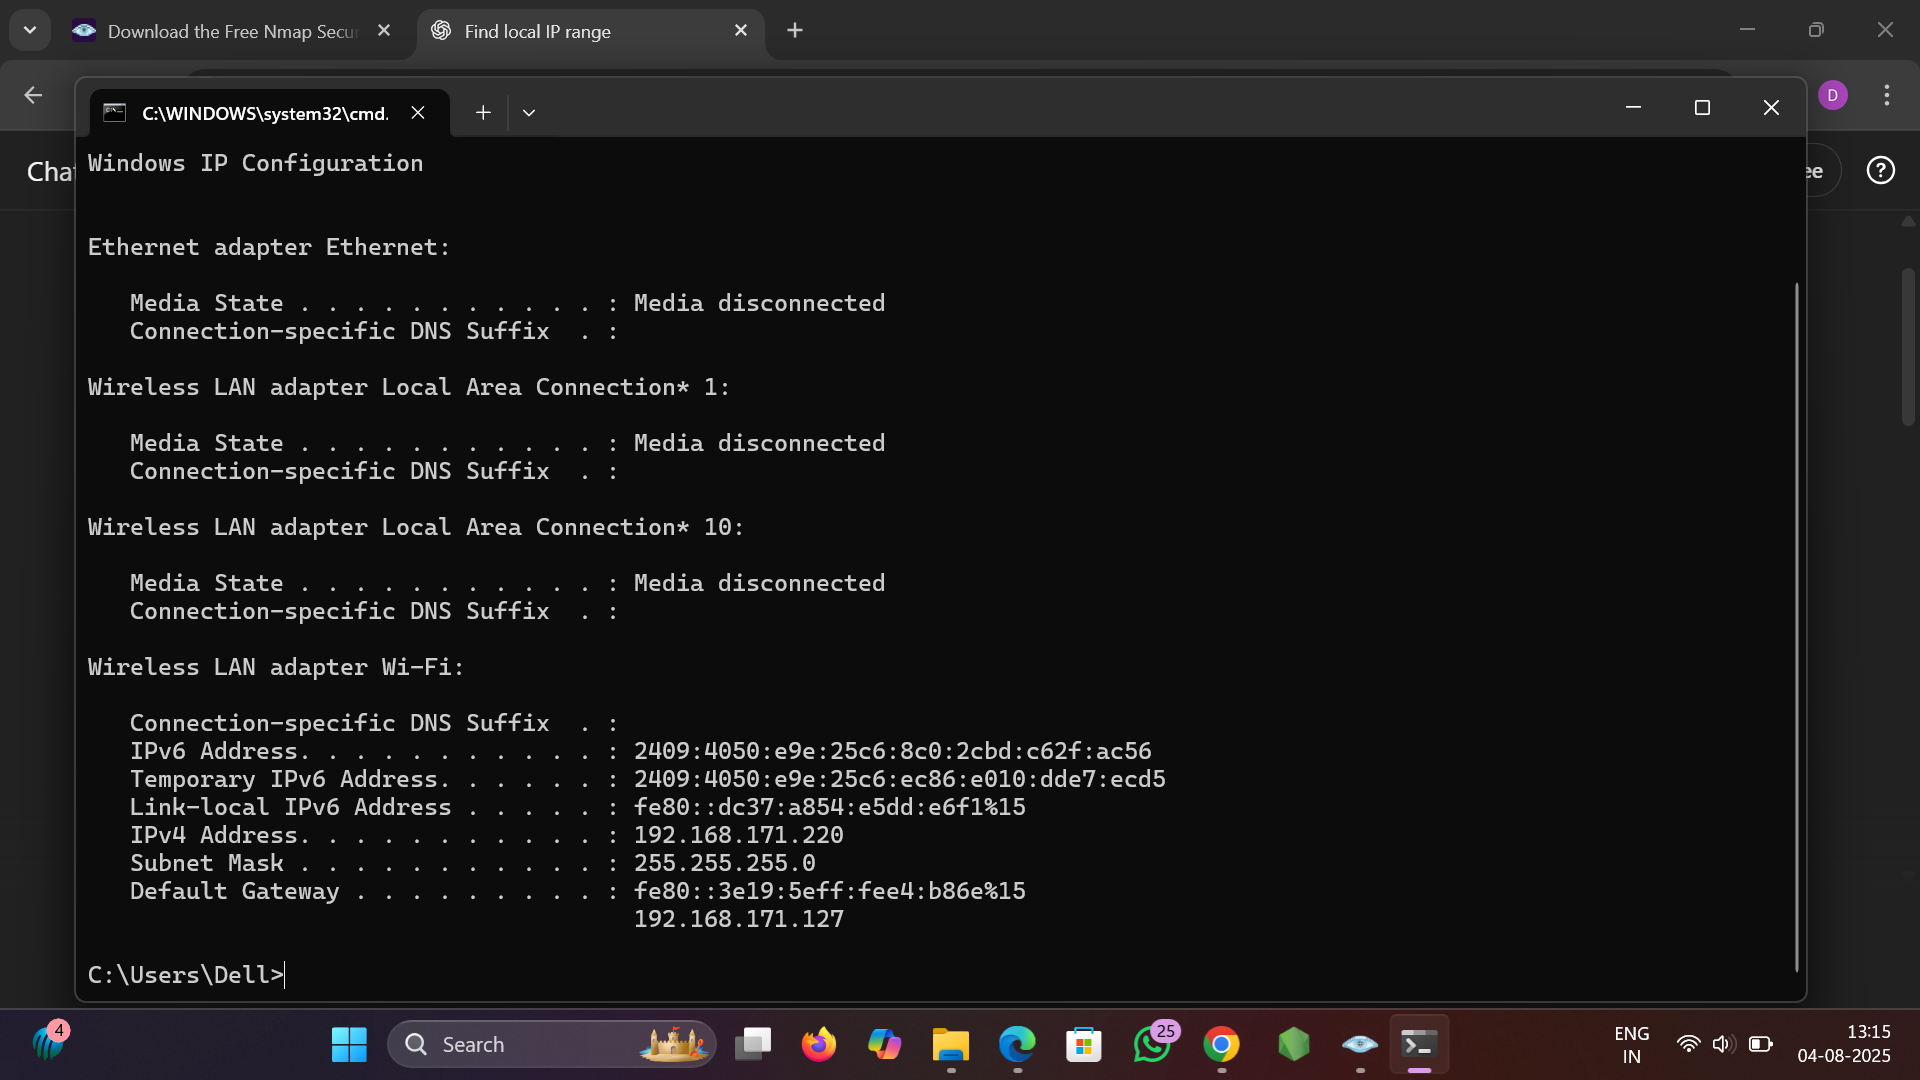 Download the Free Nmap Secu
Find local IP range
D
C:\WINDOWS\system32\cmd.
Windows IP Configuration
Ethernet adapter Ethernet:
Media State . . . . . . . . . . . : Media disconnected
Connection-specific DNS Suffix . :
Wireless LAN adapter Local Area Connection* 1:
Media State . . . . . . . . . . . : Media disconnected
Connection-specific DNS Suffix . :
Wireless LAN adapter Local Area Connection* 10:
Media State . . . . . . . . . . . : Media disconnected
Connection-specific DNS Suffix . :
Wireless LAN adapter Wi-Fi:
Connection-specific DNS Suffix . :
IPv6 Address. . . . . . . . . . . : 2409:4050:e9e:25c6:8c0:2cbd:c62f:ac56
Temporary IPv6 Address. . . . . . : 2409:4050:e9e:25c6:ec86:e010:dde7:ecd5
Link-local IPv6 Address . . . . . : fe80::dc37:a854:e5dd:e6f1%15
IPv4 Address. . . . . . . . . . . : 192.168.171.220
Subnet Mask . . . . . . . . . . . : 255.255.255.0
Default Gateway . . . . . . . . . : fe80::3e19:5eff:fee4:b86e%15
192.168.171.127
C:\Users\Dell>
Cha
ee
?
4
Search
25
ENG
IN
13:15
04-08-2025